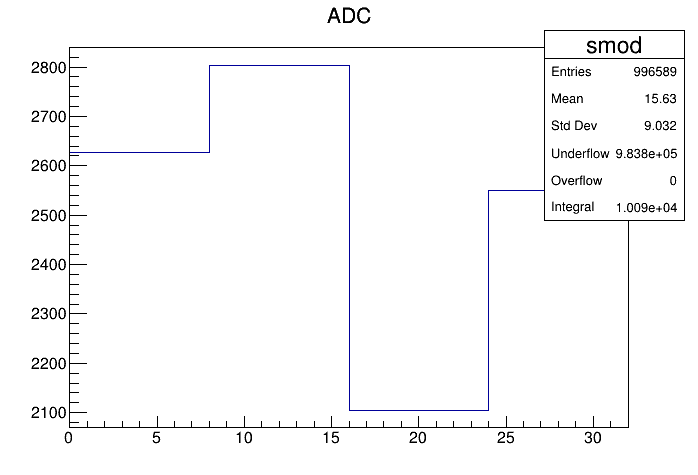 ADC
smod
Entries 996589
Mean 15.63
Std Dev 9.032
Underflow 9.838e+05
Overflow 0
Integral 1.009e+04
2800
2700
2600
2500
2400
2300
2200
2100
0 5 10 15 20 25 30